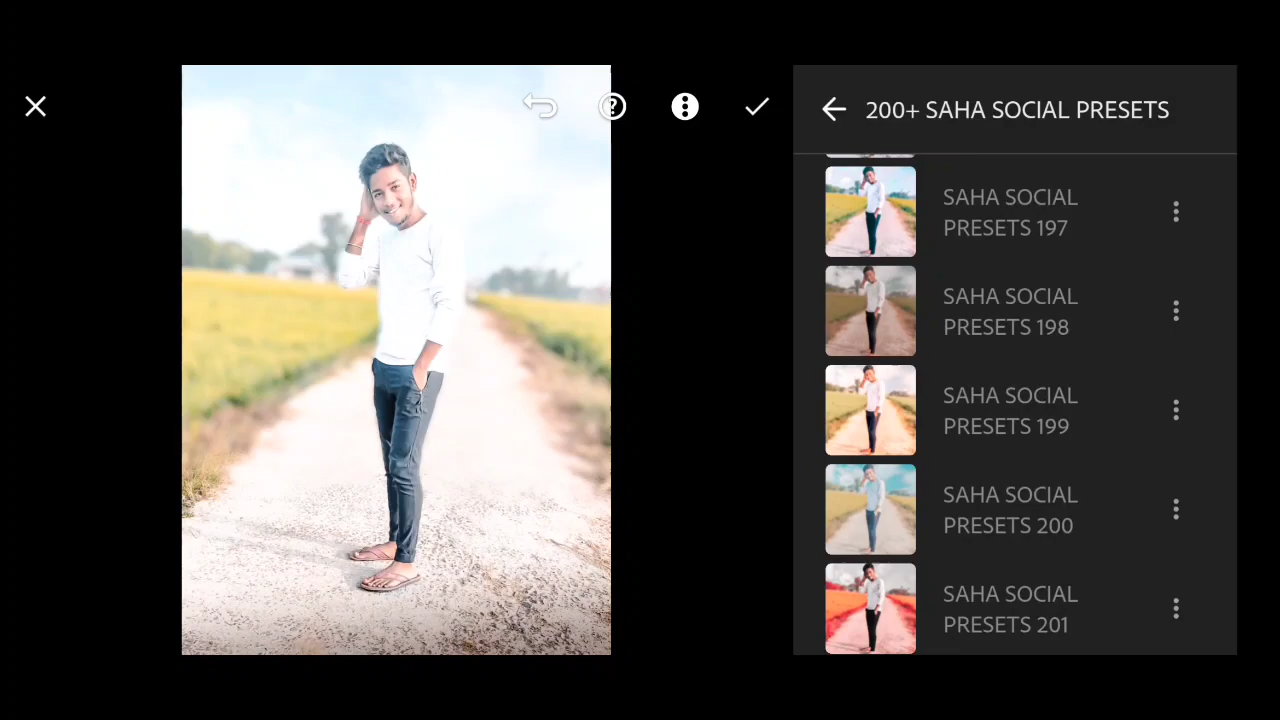 200+ SAHA SOCIAL PRESETS
SAHA SOCIAL
PRESETS 197
SAHA SOCIAL
PRESETS 198
SAHA SOCIAL
PRESETS 199
SAHA SOCIAL
PRESETS 200
SAHA SOCIAL
PRESETS 201